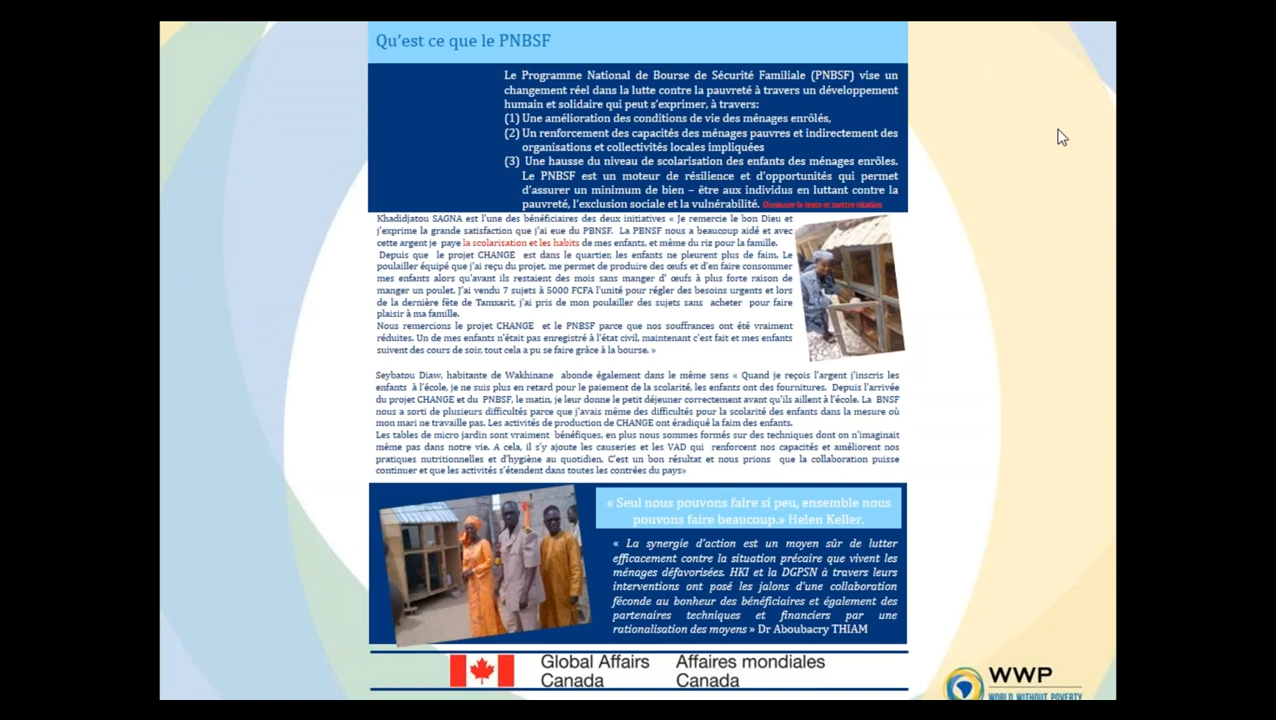 Qu'est ce que le PNBSF
Le Programme National de Bourse de Sécurité Familiale (PNBSF) vise un
changement réel dans la lutte contre la pauvreté à travers un développement
humain et solidaire qui peut s'exprimer, à travers:
(1) Une amélioration des conditions de vie des ménages enrôlés,
(2) Un renforcement des capacités des ménages pauvres et indirectement des
organisations et collectivités locales impliquées
(3) Une hausse du niveau de scolarisation des enfants des ménages enrôles.
Le PNBSF est un moteur de résilience et d'opportunités qui permet
d'assurer un minimum de bien – être aux individus en luttant contre la
pauvreté, l'exclusion sociale et la vulnérabilité. Diminuer le texte et mettre citation
Khadidjatou SAGNA est l'une des bénéficiaires des deux initiatives « Je remercie le bon Dieu et
j'exprime la grande satisfaction que j'ai eue du PBNSF. La PBNSF nous a beaucoup aidé et avec
cette argent je paye la scolarisation et les habits de mes enfants, et même du riz pour la famille.
Depuis que le projet CHANGE est dans le quartier, les enfants ne pleurent plus de faim. Le
poulailler équipé que j'ai reçu du projet, me permet de produire des œufs et d'en faire consommer
mes enfants alors qu'avant ils restaient des mois sans manger d' œufs à plus forte raison de
manger un poulet. J'ai vendu 7 sujets à 5000 FCFA l'unité pour régler des besoins urgents et lors
de la dernière fête de Tamxarit, j'ai pris de mon poulailler des sujets sans acheter pour faire
plaisir à ma famille.
Nous remercions le projet CHANGE et le PNBSF parce que nos souffrances ont été vraiment
réduites. Un de mes enfants n'était pas enregistré à l'état civil, maintenant c'est fait et mes enfants
suivent des cours de soir, tout cela a pu se faire grâce à la bourse. »
Seybatou Diaw, habitante de Wakhinane abonde également dans le même sens « Quand je reçois l'argent j'inscris les
enfants à l'école, je ne suis plus en retard pour le paiement de la scolarité, les enfants ont des fournitures. Depuis l'arrivée
du projet CHANGE et du PNBSF, le matin, je leur donne le petit déjeuner correctement avant qu'ils aillent à l'école. La BNSF
nous a sorti de plusieurs difficultés parce que j'avais même des difficultés pour la scolarité des enfants dans la mesure où
mon mari ne travaille pas. Les activités de production de CHANGE ont éradiqué la faim des enfants.
Les tables de micro jardin sont vraiment bénéfiques, en plus nous sommes formés sur des techniques dont on n'imaginait
même pas dans notre vie. A cela, il s'y ajoute les causeries et les VAD qui renforcent nos capacités et améliorent nos
pratiques nutritionnelles et d'hygiène au quotidien. C'est un bon résultat et nous prions que la collaboration puisse
continuer et que les activités s'étendent dans toutes les contrées du pays»
« Seul nous pouvons faire si peu, ensemble nous
pouvons faire beaucoup.» Helen Keller.
« La synergie d'action est un moyen sûr de lutter
efficacement contre la situation précaire que vivent les
ménages défavorisées. HKI et la DGPSN à travers leurs
interventions ont posé les jalons d'une collaboration
féconde au bonheur des bénéficiaires et également des
partenaires techniques et financiers par une
rationalisation des moyens » Dr Aboubacry THIAM
Global Affairs Affaires mondiales
Canada Canada
WWP
WORLD WITHOUT POVERTY